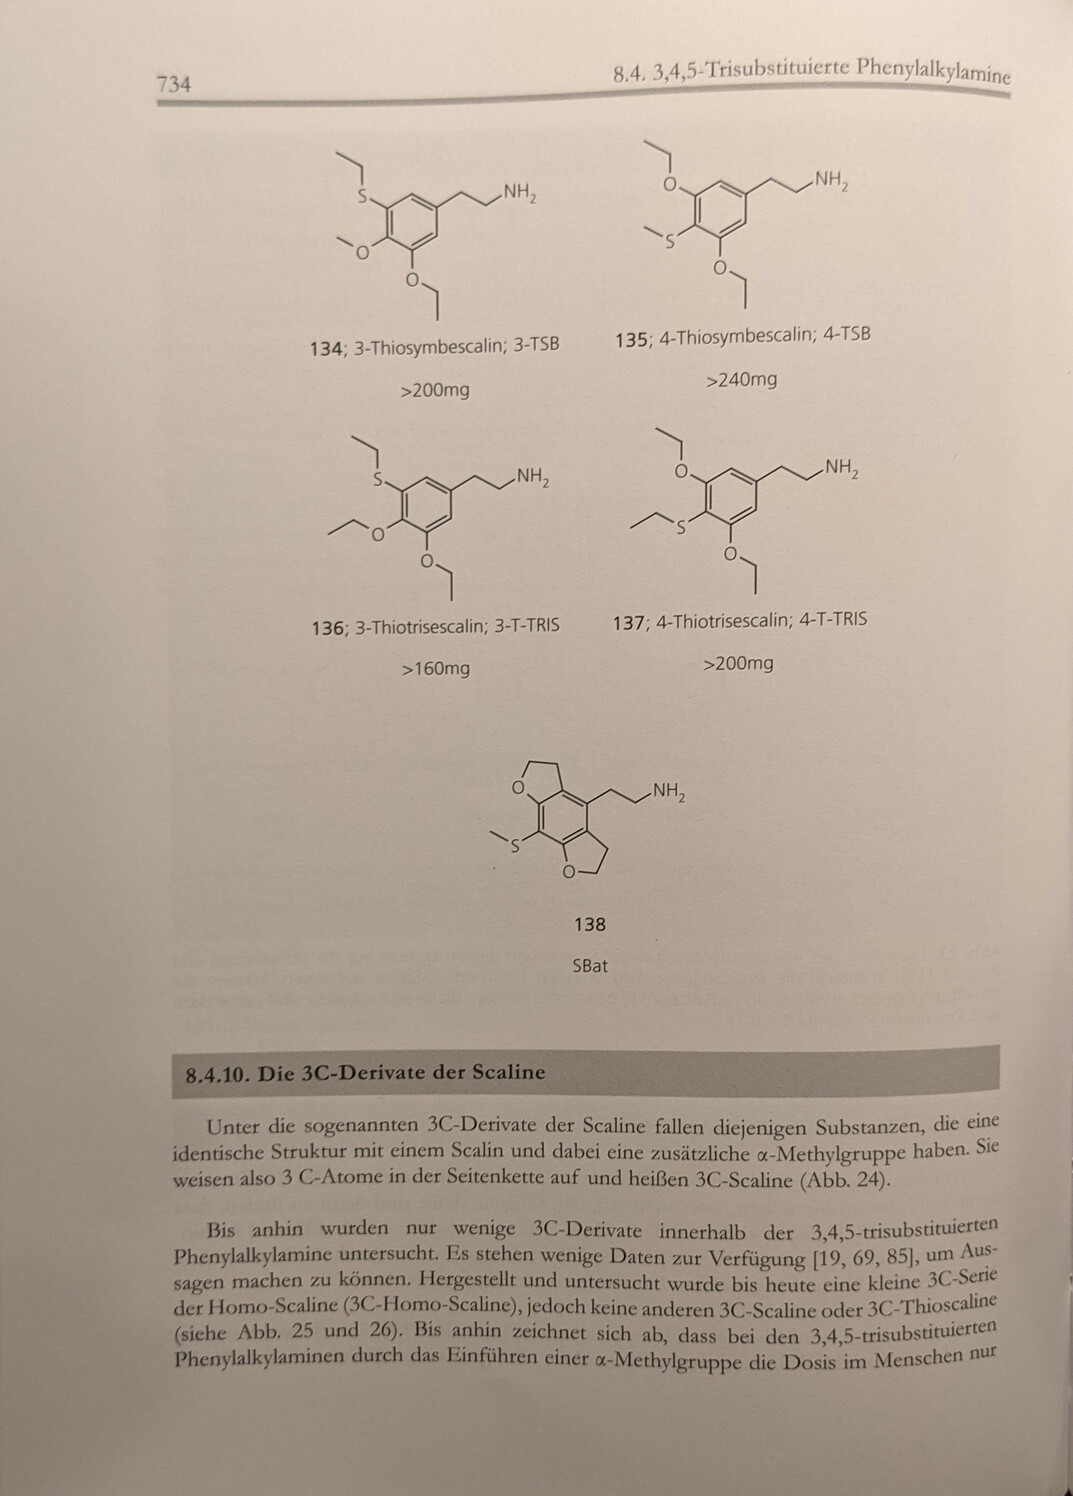 734
8.4. 3,4,5-Trisubstituierte Phenylalkylamine
S
O
O
NH2
134; 3-Thiosymbescalin; 3-TSB
>200mg
O
S
O
NH2
135; 4-Thiosymbescalin; 4-TSB
>240mg
S
O
O
NH2
136; 3-Thiotrisescalin; 3-T-TRIS
>160mg
O
S
O
NH2
137; 4-Thiotrisescalin; 4-T-TRIS
>200mg
O
S
O
NH2
138
SBat
8.4.10. Die 3C-Derivate der Scaline
Unter die sogenannten 3C-Derivate der Scaline fallen diejenigen Substanzen, die eine
identische Struktur mit einem Scalin und dabei eine zusätzliche α-Methylgruppe haben. Sie
weisen also 3 C-Atome in der Seitenkette auf und heißen 3C-Scaline (Abb. 24).
Bis anhin wurden nur wenige 3C-Derivate innerhalb der 3,4,5-trisubstituierten
Phenylalkylamine untersucht. Es stehen wenige Daten zur Verfügung [19, 69, 85], um Aus-
sagen machen zu können. Hergestellt und untersucht wurde bis heute eine kleine 3C-Serie
der Homo-Scaline (3C-Homo-Scaline), jedoch keine anderen 3C-Scaline oder 3C-Thioscaline
(siehe Abb. 25 und 26). Bis anhin zeichnet sich ab, dass bei den 3,4,5-trisubstituierten
Phenylalkylaminen durch das Einführen einer α-Methylgruppe die Dosis im Menschen nur